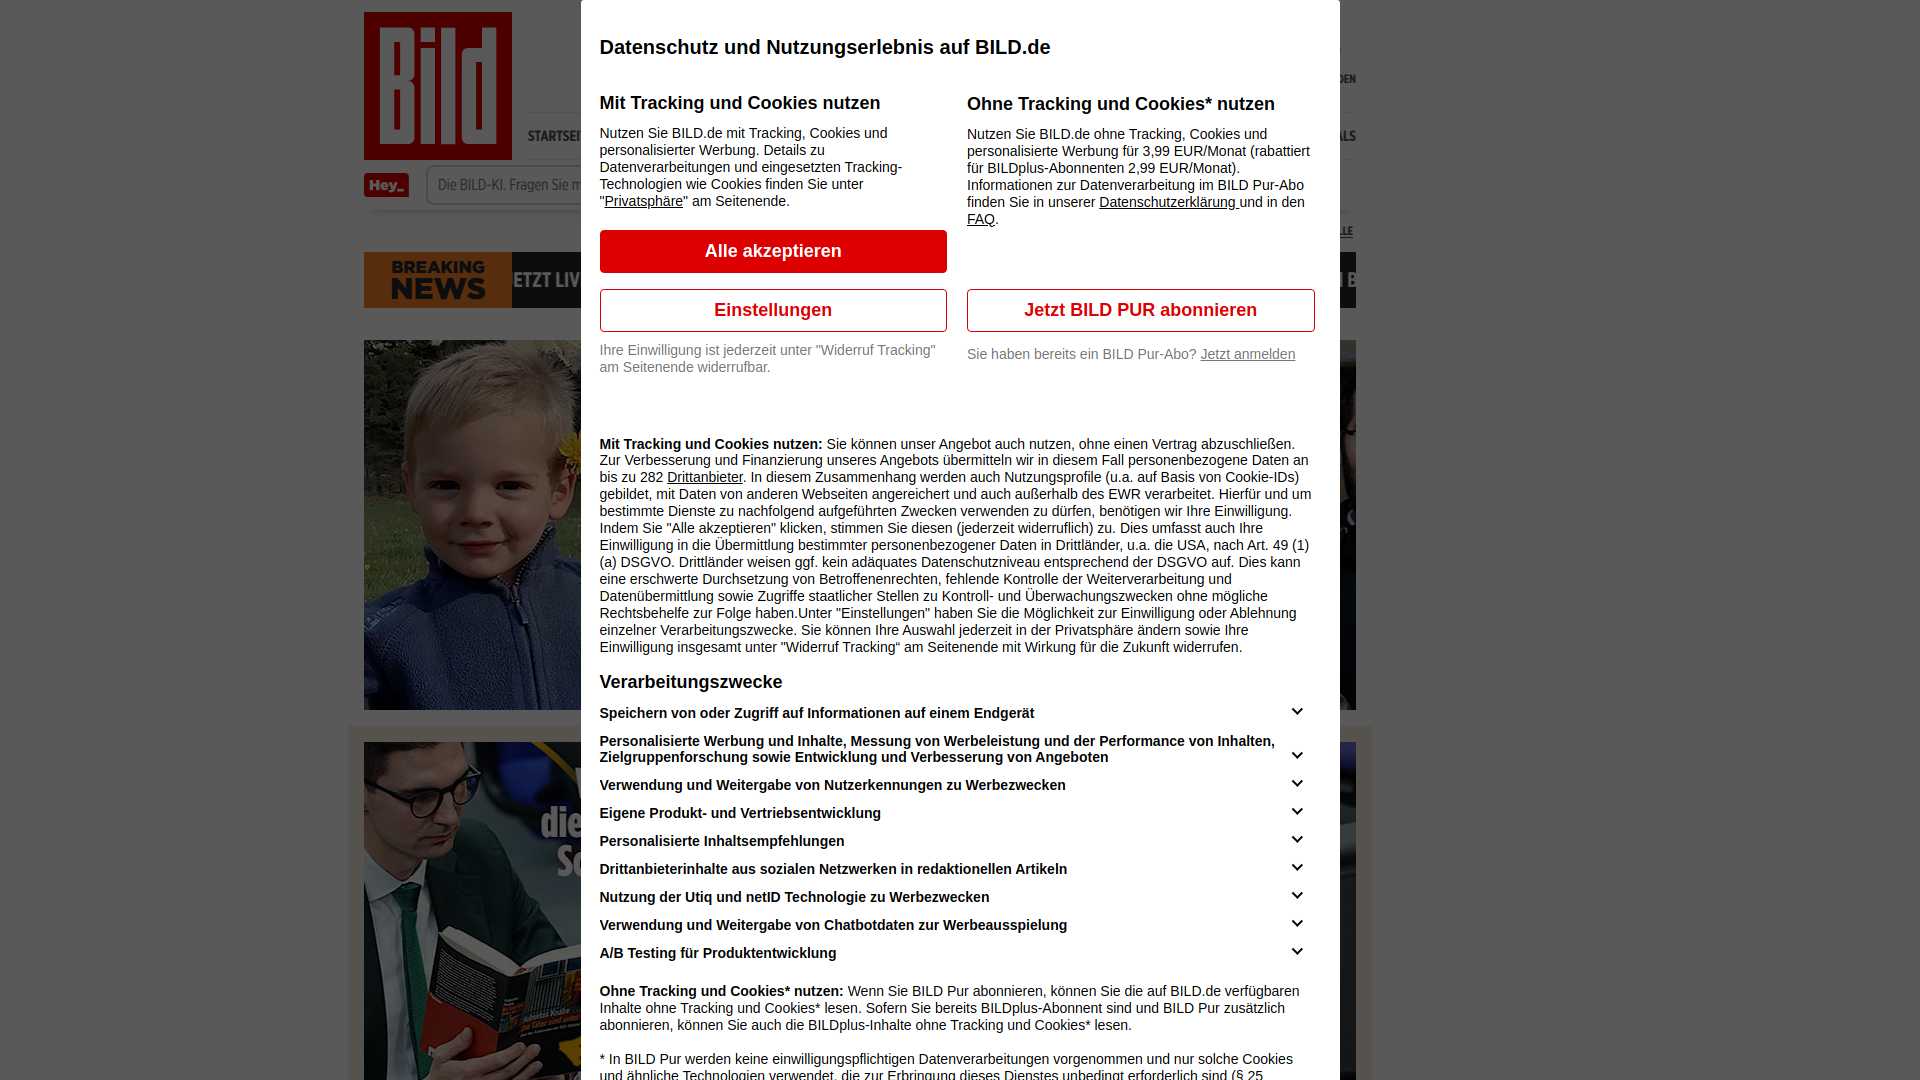 Bild
DEN
STARTSEI
ALS
Hey_
Die BILD-KI. Fragen Sie m
LLE
BREAKING
NEWS
JETZT LIV
B
die
So
Datenschutz und Nutzungserlebnis auf BILD.de
Mit Tracking und Cookies nutzen
Nutzen Sie BILD.de mit Tracking, Cookies und
personalisierter Werbung. Details zu
Datenverarbeitungen und eingesetzten Tracking-
Technologien wie Cookies finden Sie unter
"Privatsphäre" am Seitenende.
Alle akzeptieren
Einstellungen
Ihre Einwilligung ist jederzeit unter "Widerruf Tracking"
am Seitenende widerrufbar.
Ohne Tracking und Cookies* nutzen
Nutzen Sie BILD.de ohne Tracking, Cookies und
personalisierte Werbung für 3,99 EUR/Monat (rabattiert
für BILDplus-Abonnenten 2,99 EUR/Monat).
Informationen zur Datenverarbeitung im BILD Pur-Abo
finden Sie in unserer Datenschutzerklärung und in den
FAQ.
Jetzt BILD PUR abonnieren
Sie haben bereits ein BILD Pur-Abo? Jetzt anmelden
Mit Tracking und Cookies nutzen: Sie können unser Angebot auch nutzen, ohne einen Vertrag abzuschließen.
Zur Verbesserung und Finanzierung unseres Angebots übermitteln wir in diesem Fall personenbezogene Daten an
bis zu 282 Drittanbieter. In diesem Zusammenhang werden auch Nutzungsprofile (u.a. auf Basis von Cookie-IDs)
gebildet, mit Daten von anderen Webseiten angereichert und auch außerhalb des EWR verarbeitet. Hierfür und um
bestimmte Dienste zu nachfolgend aufgeführten Zwecken verwenden zu dürfen, benötigen wir Ihre Einwilligung.
Indem Sie "Alle akzeptieren" klicken, stimmen Sie diesen (jederzeit widerruflich) zu. Dies umfasst auch Ihre
Einwilligung in die Übermittlung bestimmter personenbezogener Daten in Drittländer, u.a. die USA, nach Art. 49 (1)
(a) DSGVO. Drittländer weisen ggf. kein adäquates Datenschutzniveau entsprechend der DSGVO auf. Dies kann
eine erschwerte Durchsetzung von Betroffenenrechten, fehlende Kontrolle der Weiterverarbeitung und
Datenübermittlung sowie Zugriffe staatlicher Stellen zu Kontroll- und Überwachungszwecken ohne mögliche
Rechtsbehelfe zur Folge haben.Unter "Einstellungen" haben Sie die Möglichkeit zur Einwilligung oder Ablehnung
einzelner Verarbeitungszwecke. Sie können Ihre Auswahl jederzeit in der Privatsphäre ändern sowie Ihre
Einwilligung insgesamt unter "Widerruf Tracking“ am Seitenende mit Wirkung für die Zukunft widerrufen.
Verarbeitungszwecke
Speichern von oder Zugriff auf Informationen auf einem Endgerät
Personalisierte Werbung und Inhalte, Messung von Werbeleistung und der Performance von Inhalten,
Zielgruppenforschung sowie Entwicklung und Verbesserung von Angeboten
Verwendung und Weitergabe von Nutzerkennungen zu Werbezwecken
Eigene Produkt- und Vertriebsentwicklung
Personalisierte Inhaltsempfehlungen
Drittanbieterinhalte aus sozialen Netzwerken in redaktionellen Artikeln
Nutzung der Utiq und netID Technologie zu Werbezwecken
Verwendung und Weitergabe von Chatbotdaten zur Werbeausspielung
A/B Testing für Produktentwicklung
Ohne Tracking und Cookies* nutzen: Wenn Sie BILD Pur abonnieren, können Sie die auf BILD.de verfügbaren
Inhalte ohne Tracking und Cookies* lesen. Sofern Sie bereits BILDplus-Abonnent sind und BILD Pur zusätzlich
abonnieren, können Sie auch die BILDplus-Inhalte ohne Tracking und Cookies* lesen.
* In BILD Pur werden keine einwilligungspflichtigen Datenverarbeitungen vorgenommen und nur solche Cookies
und ähnliche Technologien verwendet, die zur Erbringung dieses Dienstes unbedingt erforderlich sind (§ 25